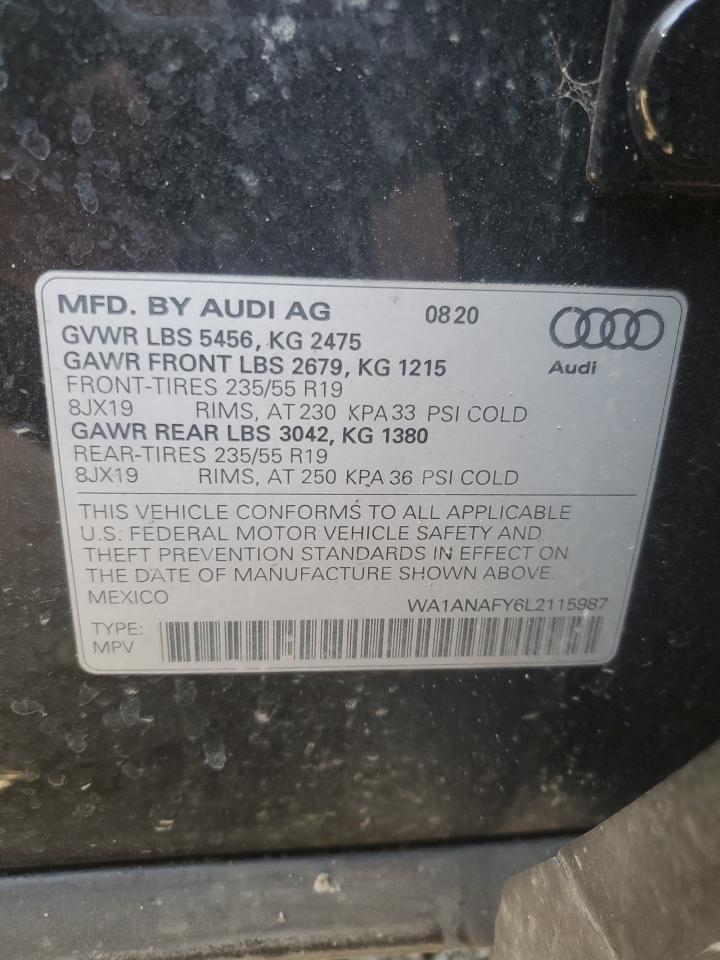 MFD. BY AUDI AG 0820
GVWR LBS 5456, KG 2475
GAWR FRONT LBS 2679, KG 1215
Audi
FRONT-TIRES 235/55 R19
8JX19 RIMS, AT 230 KPA 33 PSI COLD
GAWR REAR LBS 3042, KG 1380
REAR-TIRES 235/55 R19
8JX19 RIMS, AT 250 KPA 36 PSI COLD
THIS VEHICLE CONFORMS TO ALL APPLICABLE
U.S. FEDERAL MOTOR VEHICLE SAFETY AND
THEFT PREVENTION STANDARDS IN EFFECT ON
THE DATE OF MANUFACTURE SHOWN ABOVE.
MEXICO WA1ANAFY6L2115987
TYPE:
MPV